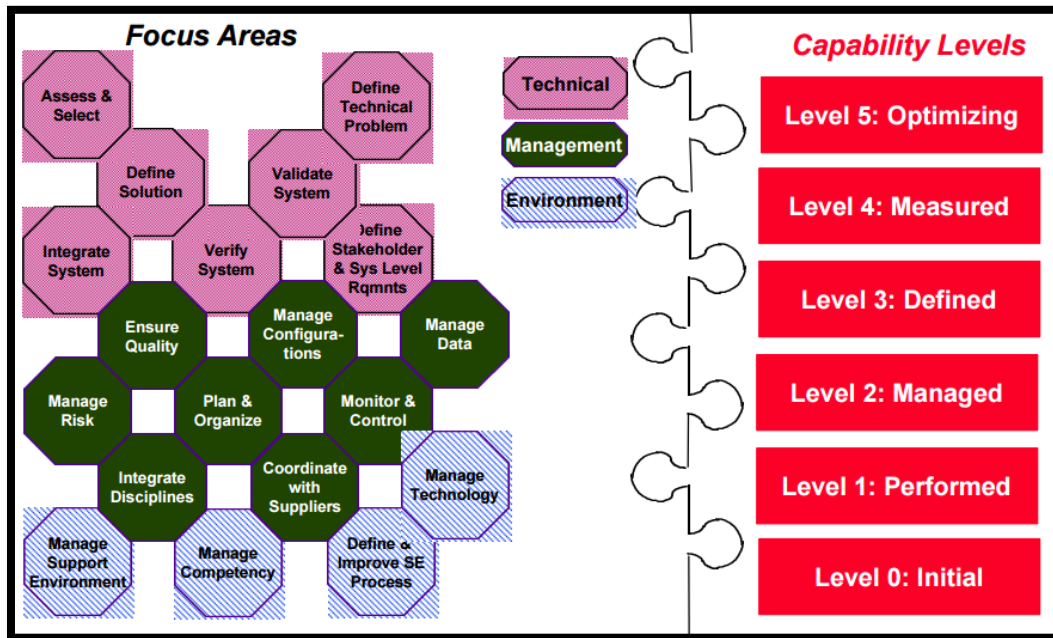 Focus Areas
Assess &
Select
Define
Technical
Problem
Define
Solution
Validate
System
Integrate
System
Verify
System
Define
Stakeholder
& Sys Level
Rqmnts
Ensure
Quality
Manage
Configura-
tions
Manage
Data
Manage
Risk
Plan &
Organize
Monitor &
Control
Integrate
Disciplines
Coordinate
with
Suppliers
Manage
Technology
Manage
Support
Environment
Manage
Competency
Define &
Improve SE
Process
Technical
Management
Environment
Capability Levels
Level 5: Optimizing
Level 4: Measured
Level 3: Defined
Level 2: Managed
Level 1: Performed
Level 0: Initial